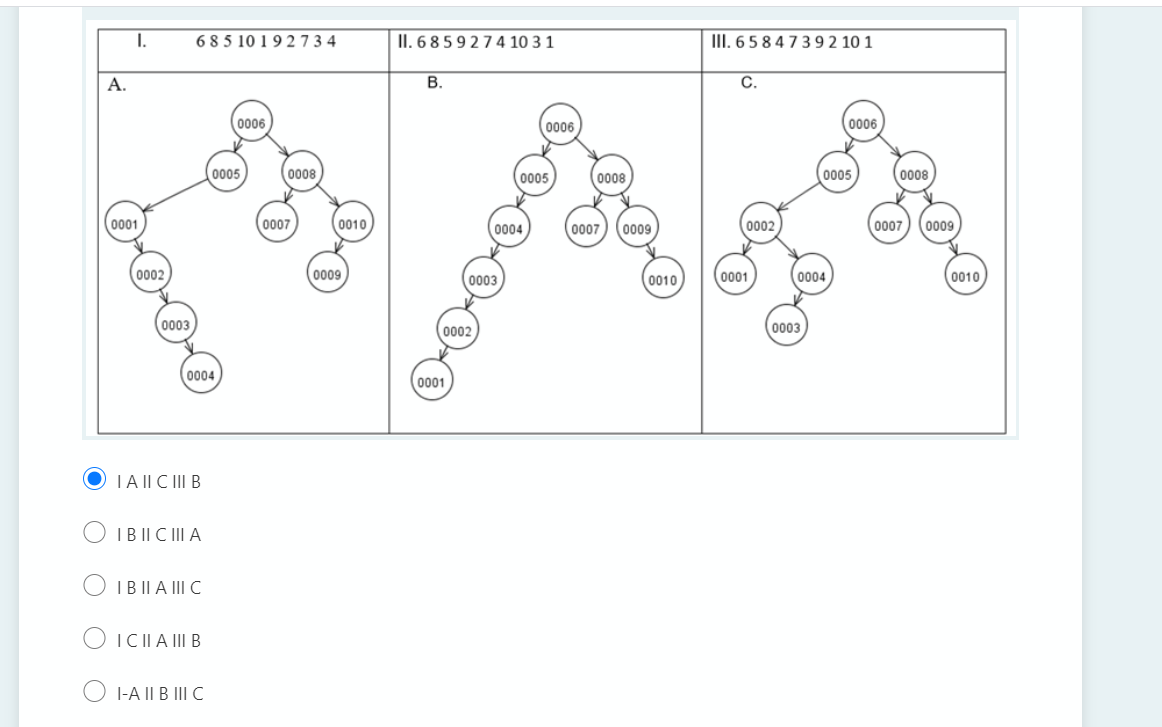 I. 6 8 5 10 1 9 2 7 3 4
II. 6 8 5 9 2 7 4 10 3 1
III. 6 5 8 4 7 3 9 2 10 1
A.
0006
0005
0008
0001
0007
0010
0002
0009
0003
0004
B.
0006
0005
0008
0004
0007
0009
0003
0010
0002
0001
C.
0006
0005
0008
0002
0007
0009
0001
0004
0010
0003
I A II C III B
I B II C III A
I B II A III C
I C II A III B
I-A II B III C